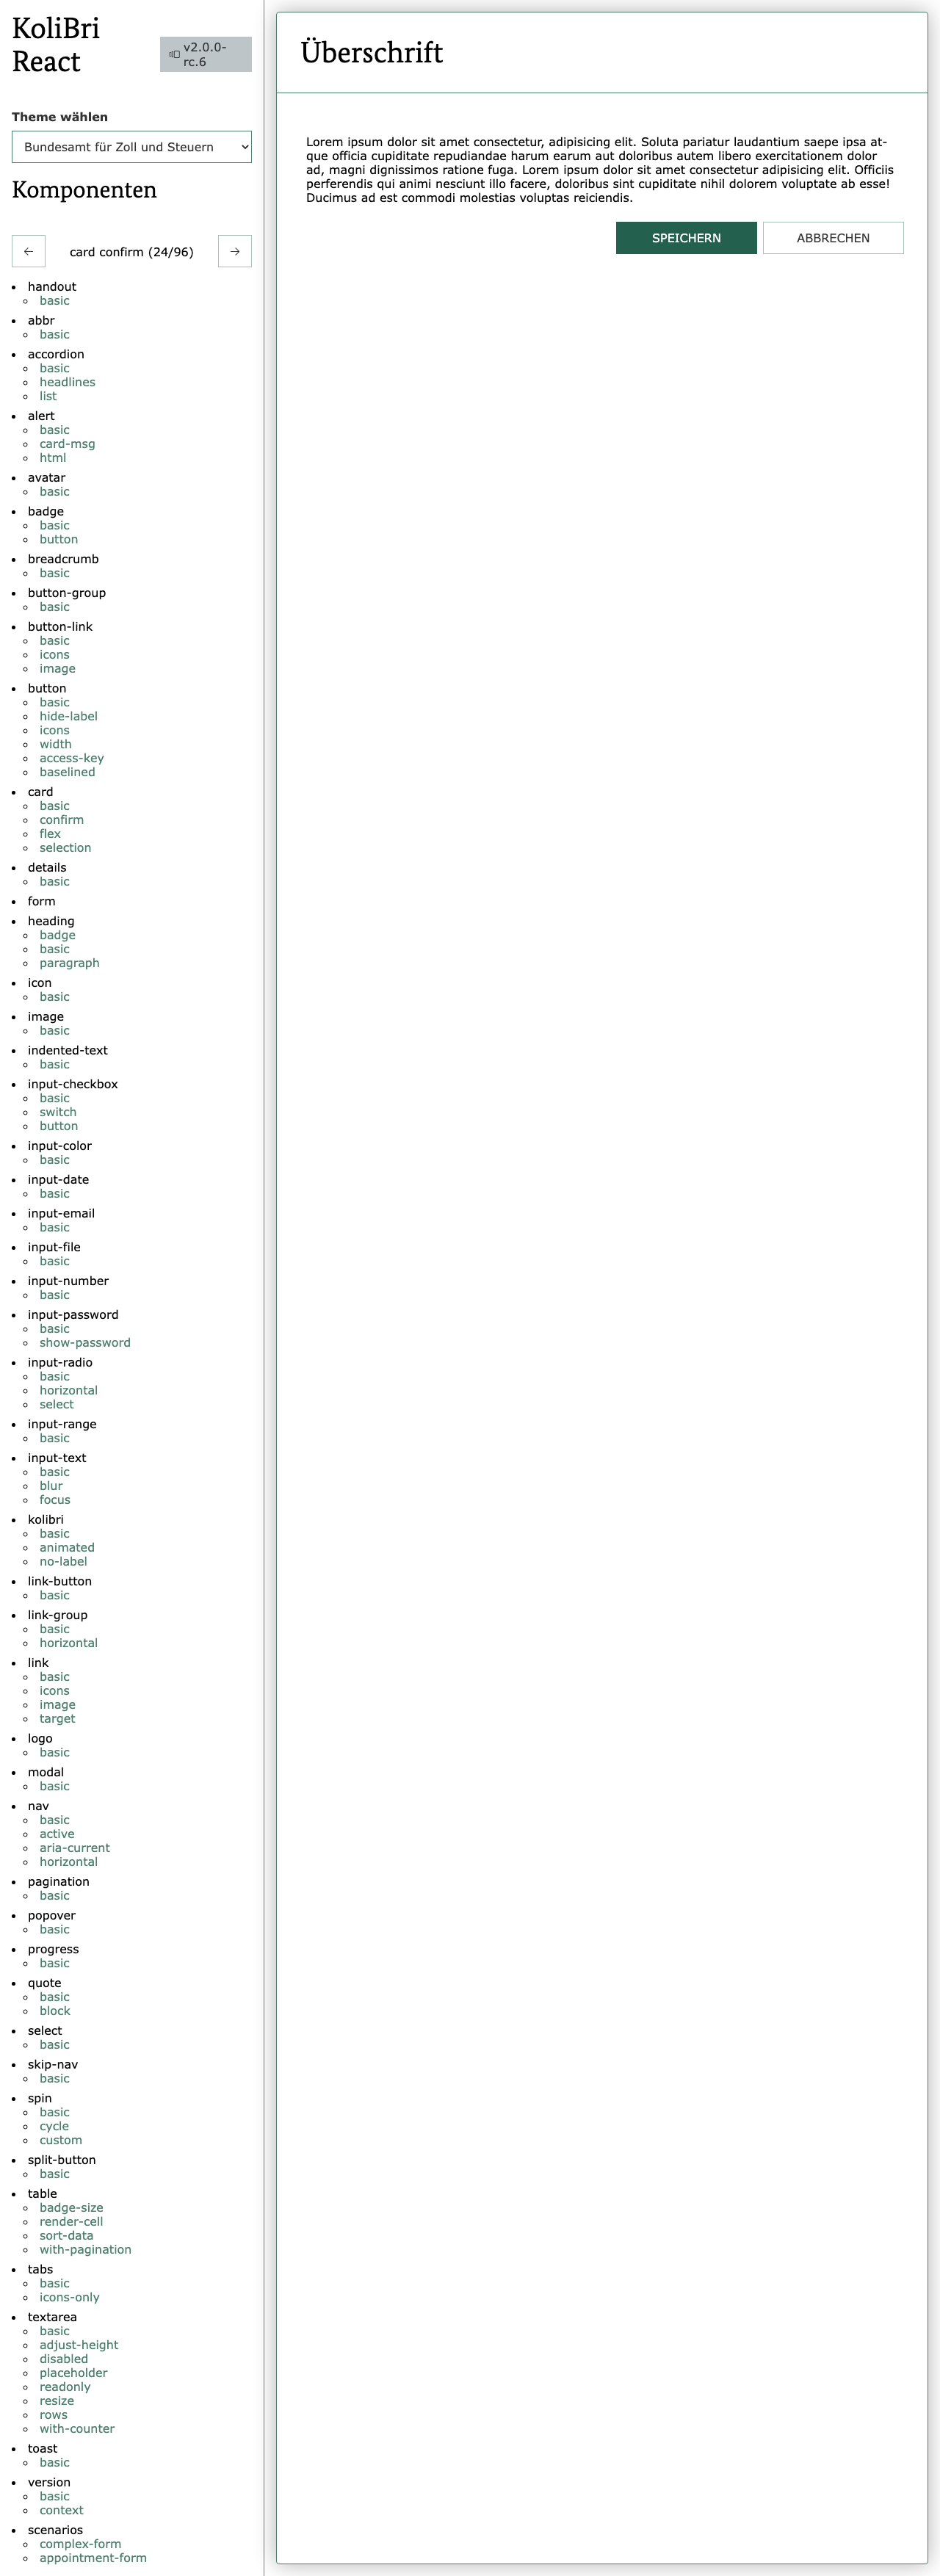 KoliBri
React
v2.0.0-
rc.6
Theme wählen
Bundesamt für Zoll und Steuern
Komponenten
← card confirm (24/96) →
handout
basic
abbr
basic
accordion
basic
headlines
list
alert
basic
card-msg
html
avatar
basic
badge
basic
button
breadcrumb
basic
button-group
basic
button-link
basic
icons
image
button
basic
hide-label
icons
width
access-key
baselined
card
basic
confirm
flex
selection
details
basic
form
heading
badge
basic
paragraph
icon
basic
image
basic
indented-text
basic
input-checkbox
basic
switch
button
input-color
basic
input-date
basic
input-email
basic
input-file
basic
input-number
basic
input-password
basic
show-password
input-radio
basic
horizontal
select
input-range
basic
input-text
basic
blur
focus
kolibri
basic
animated
no-label
link-button
basic
link-group
basic
horizontal
link
basic
icons
image
target
logo
basic
modal
basic
nav
basic
active
aria-current
horizontal
pagination
basic
popover
basic
progress
basic
quote
basic
block
select
basic
skip-nav
basic
spin
basic
cycle
custom
split-button
basic
table
badge-size
render-cell
sort-data
with-pagination
tabs
basic
icons-only
textarea
basic
adjust-height
disabled
placeholder
readonly
resize
rows
with-counter
toast
basic
version
basic
context
scenarios
complex-form
appointment-form
Überschrift
Lorem ipsum dolor sit amet consectetur, adipisicing elit. Soluta pariatur laudantium saepe ipsa at-
que officia cupiditate repudiandae harum earum aut doloribus autem libero exercitationem dolor
ad, magni dignissimos ratione fuga. Lorem ipsum dolor sit amet consectetur adipisicing elit. Officiis
perferendis qui animi nesciunt illo facere, doloribus sint cupiditate nihil dolorem voluptate ab esse!
Ducimus ad est commodi molestias voluptas reiciendis.
SPEICHERN
ABBRECHEN